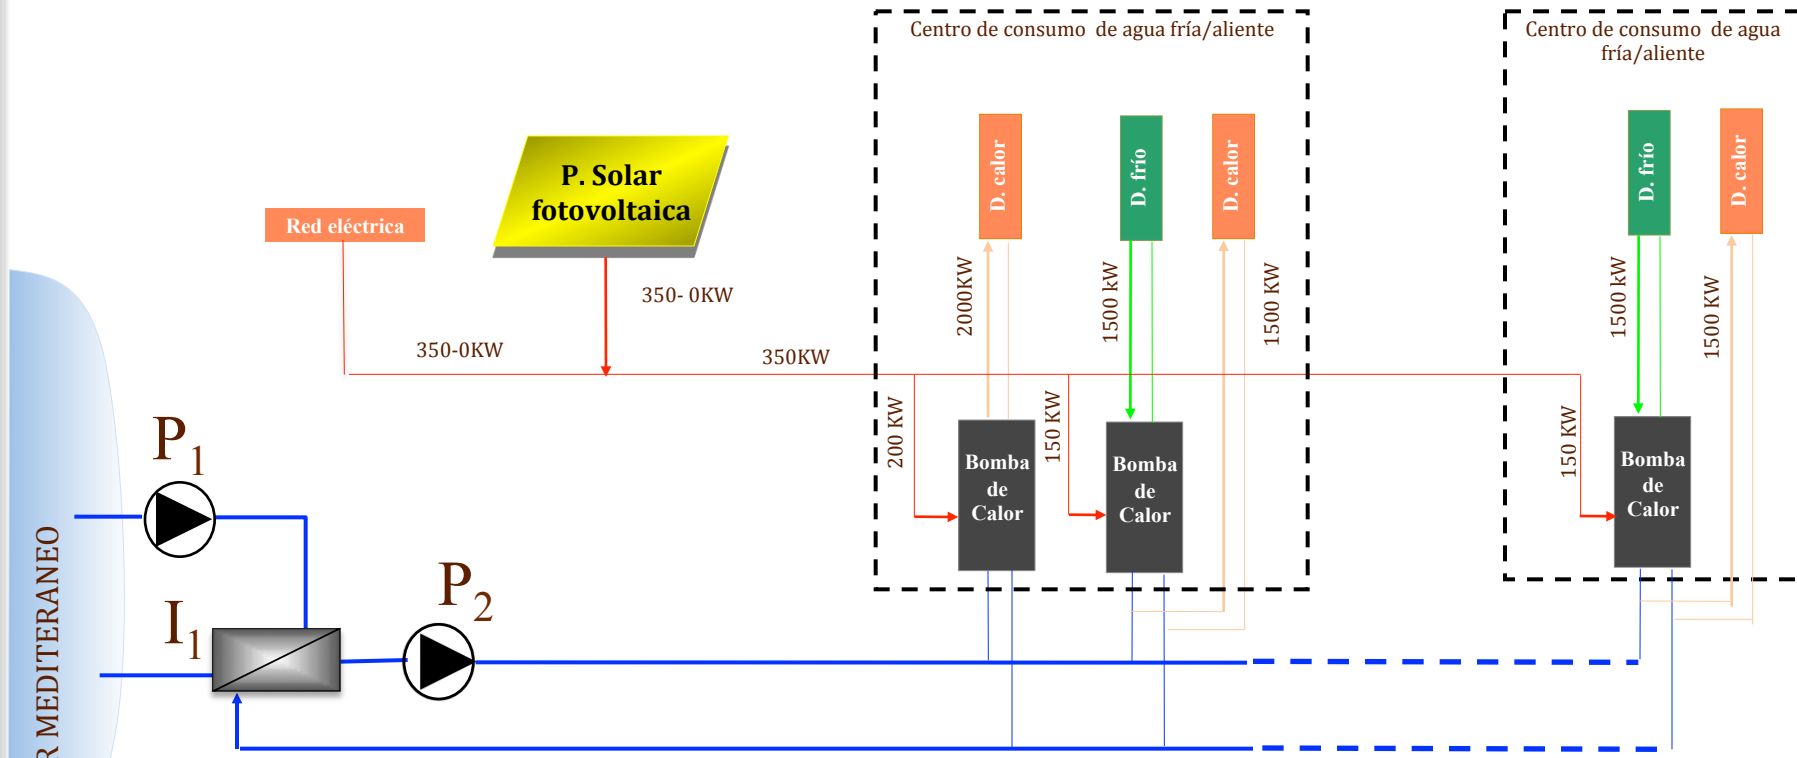 Centro de consumo de agua fría/aliente
Centro de consumo de agua
fría/aliente
P. Solar
fotovoltaica
Red eléctrica
D. calor
D. frío
D. calor
D. frío
D. calor
350- 0KW
350-0KW
350KW
2000KW
1500 kW
1500 KW
1500 kW
1500 KW
200 KW
150 KW
150 KW
Bomba
de
Calor
Bomba
de
Calor
Bomba
de
Calor
P1
P2
I1
R MEDITERANEO